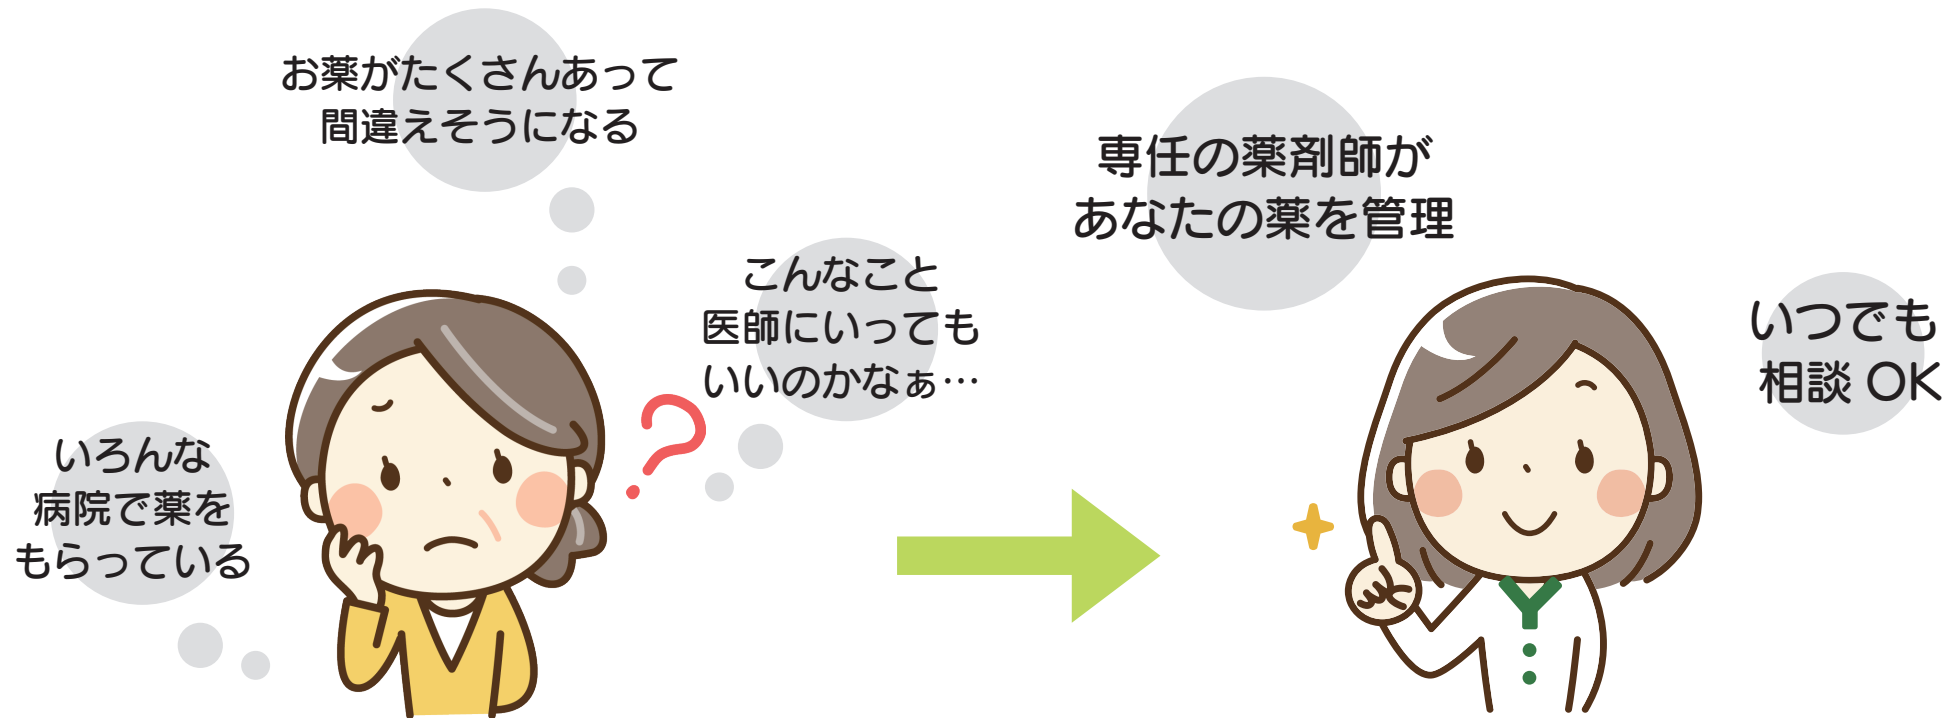 お薬がたくさんあって
間違えそうになる
こんなこと
医師にいっても
いいのかなぁ…
いろんな
病院で薬を
もらっている
専任の薬剤師が
あなたの薬を管理
いつでも
相談 OK